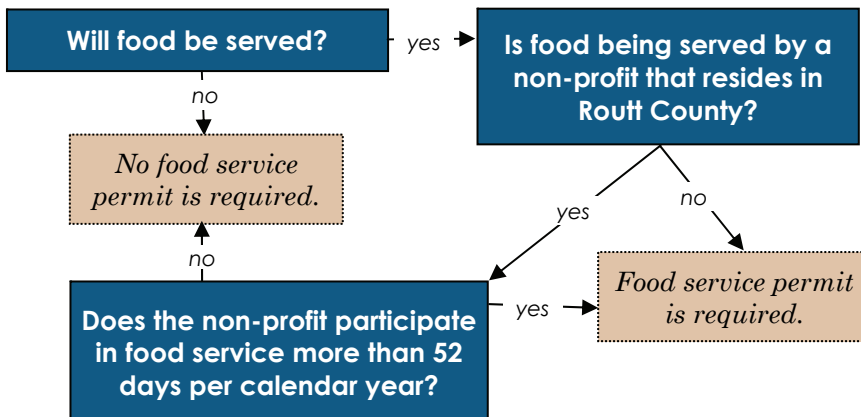 Will food be served?
yes
Is food being served by a
non-profit that resides in
Routt County?
no
No food service
permit is required.
yes
no
no
Food service permit
is required.
Does the non-profit participate
in food service more than 52
days per calendar year?
yes